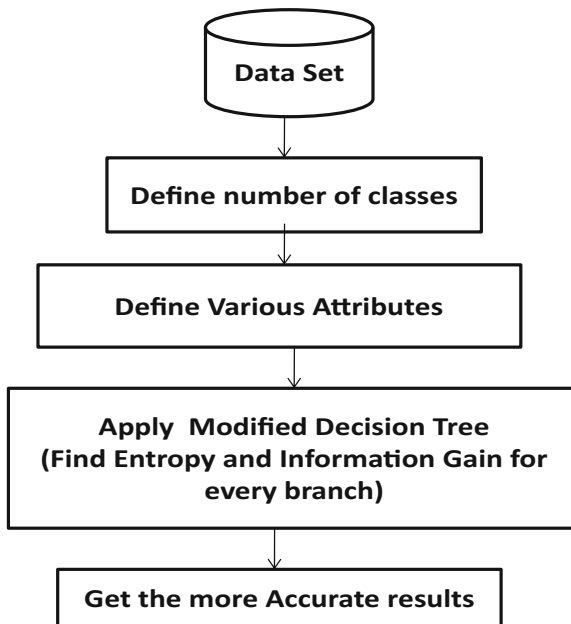 Data Set
Define number of classes
Define Various Attributes
Apply Modified Decision Tree
(Find Entropy and Information Gain for
every branch)
Get the more Accurate results